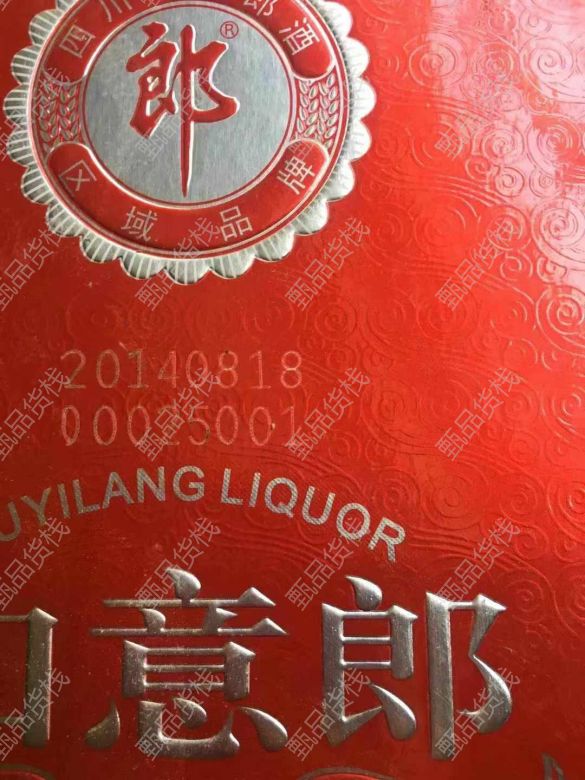 四川 郎酒
郎®
区域品牌
20140818
00025001
UYILANG LIQUOR
如意郎
甄品货栈